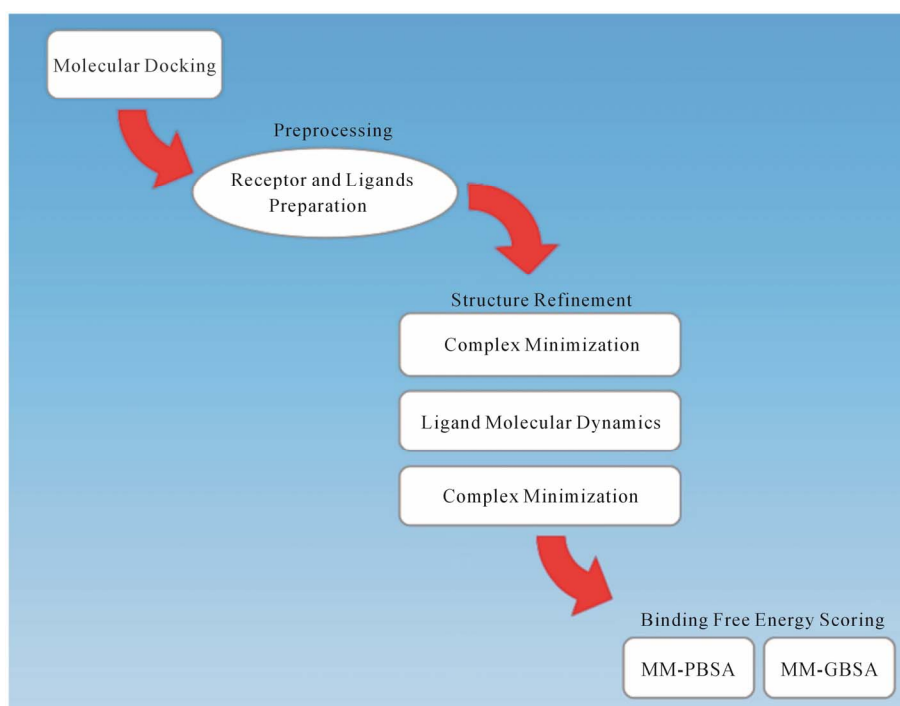 Molecular Docking
Preprocessing
Receptor and Ligands
Preparation
Structure Refinement
Complex Minimization
Ligand Molecular Dynamics
Complex Minimization
Binding Free Energy Scoring
MM-PBSA
MM-GBSA